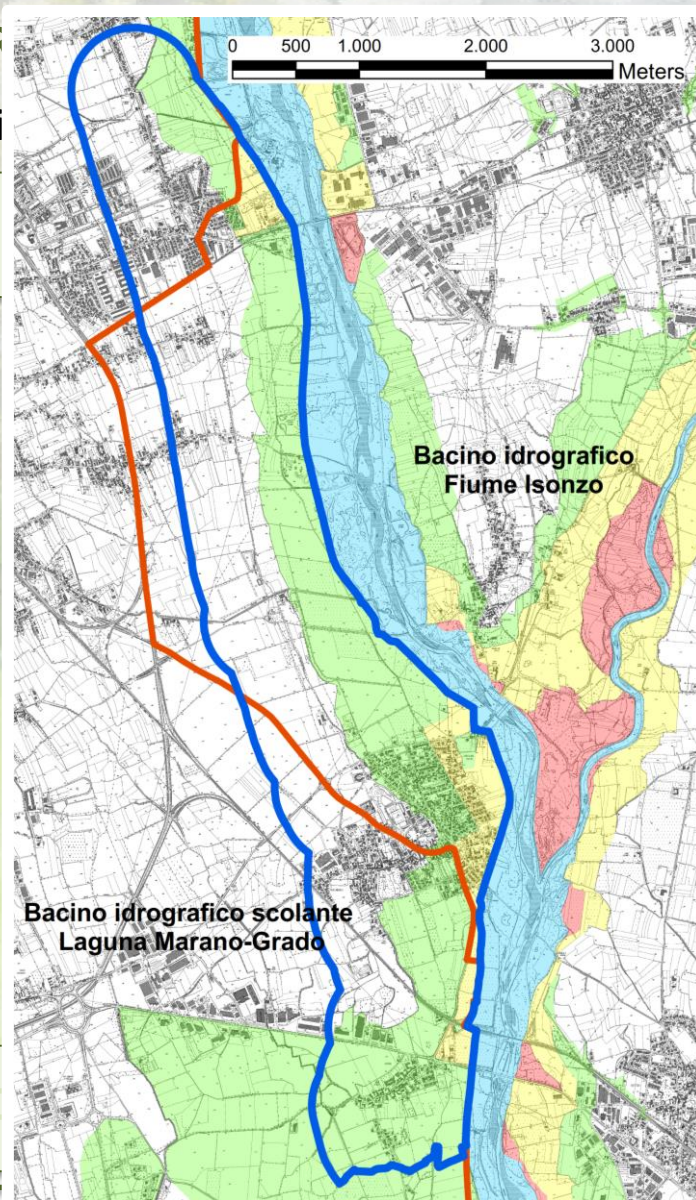 0 500 1.000 2.000 3.000
Meters
Bacino idrografico
Fiume Isonzo
Bacino idrografico scolante
Laguna Marano-Grado